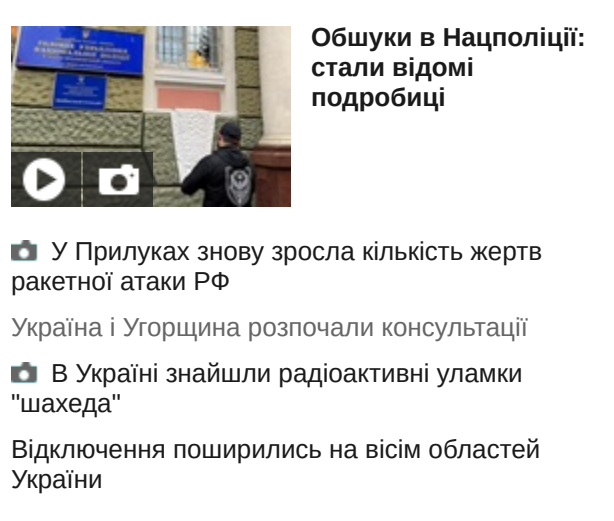 Обшуки в Нацполіції:
стали відомі
подробиці
У Прилуках знову зросла кількість жертв
ракетної атаки РФ
Україна і Угорщина розпочали консультації
В Україні знайшли радіоактивні уламки
"шахеда"
Відключення поширились на вісім областей
України